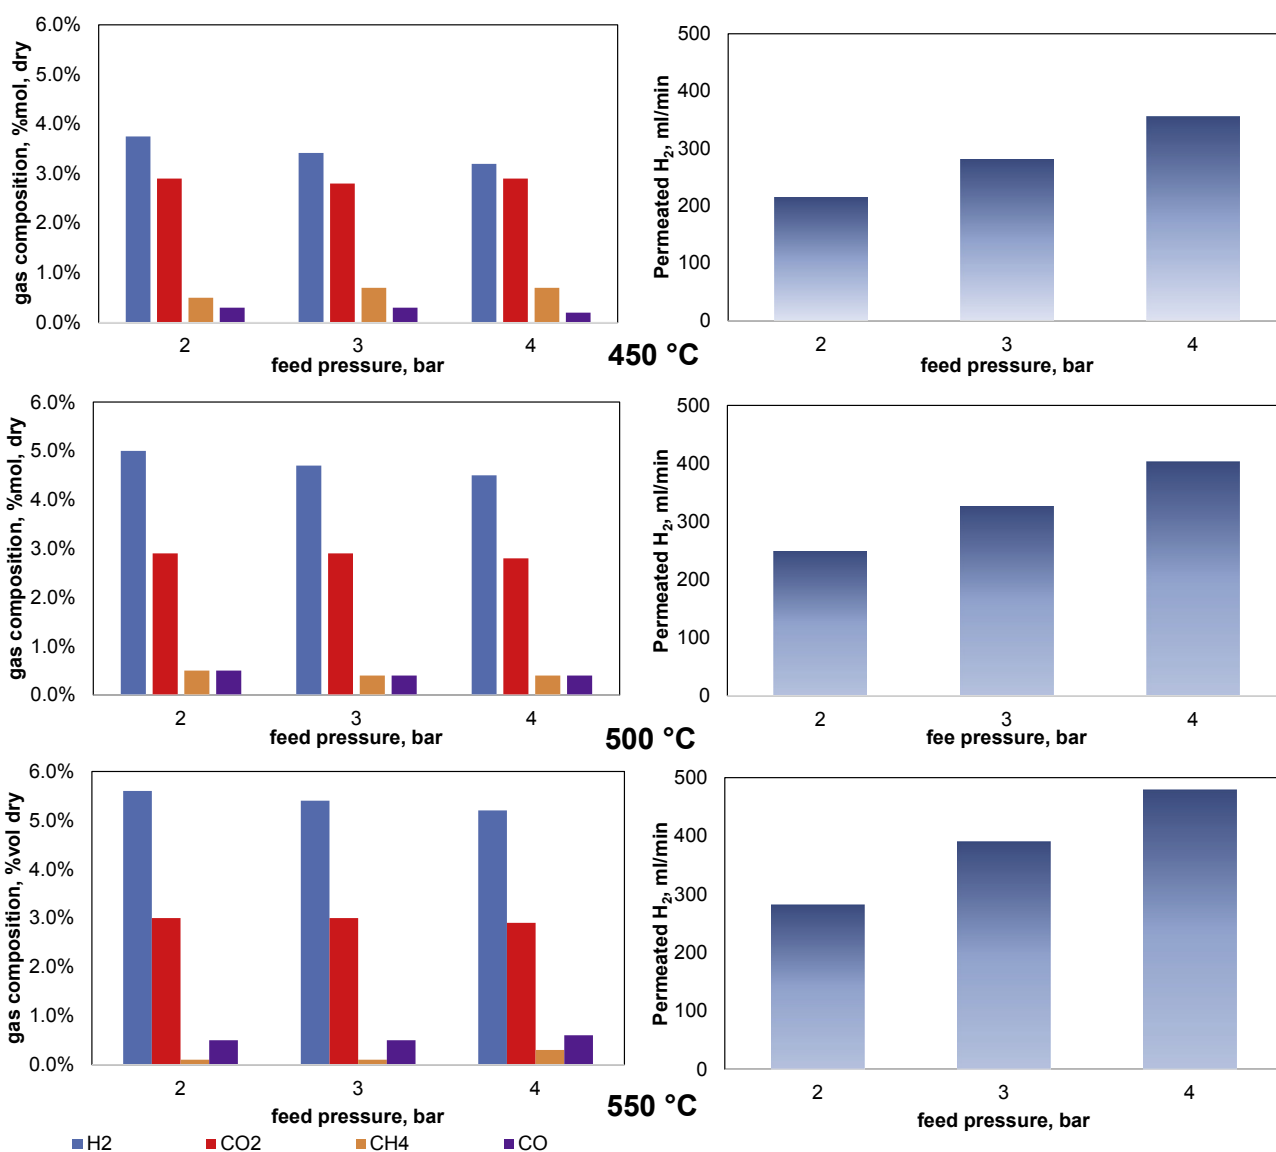 6.0%
5.0%
4.0%
3.0%
2.0%
1.0%
0.0%
gas composition, %mol, dry
2 3 4
feed pressure, bar
500
400
300
200
100
0
Permeated H₂, ml/min
2 3 4
feed pressure, bar
450 °C
6.0%
5.0%
4.0%
3.0%
2.0%
1.0%
0.0%
gas composition, %mol, dry
2 3 4
feed pressure, bar
500
400
300
200
100
0
Permeated H₂, ml/min
2 3 4
fee pressure, bar
500 °C
6.0%
5.0%
4.0%
3.0%
2.0%
1.0%
0.0%
gas composition, %vol dry
2 3 4
feed pressure, bar
500
400
300
200
100
0
Permeated H₂, ml/min
2 3 4
feed pressure, bar
550 °C
H2 CO2 CH4 CO